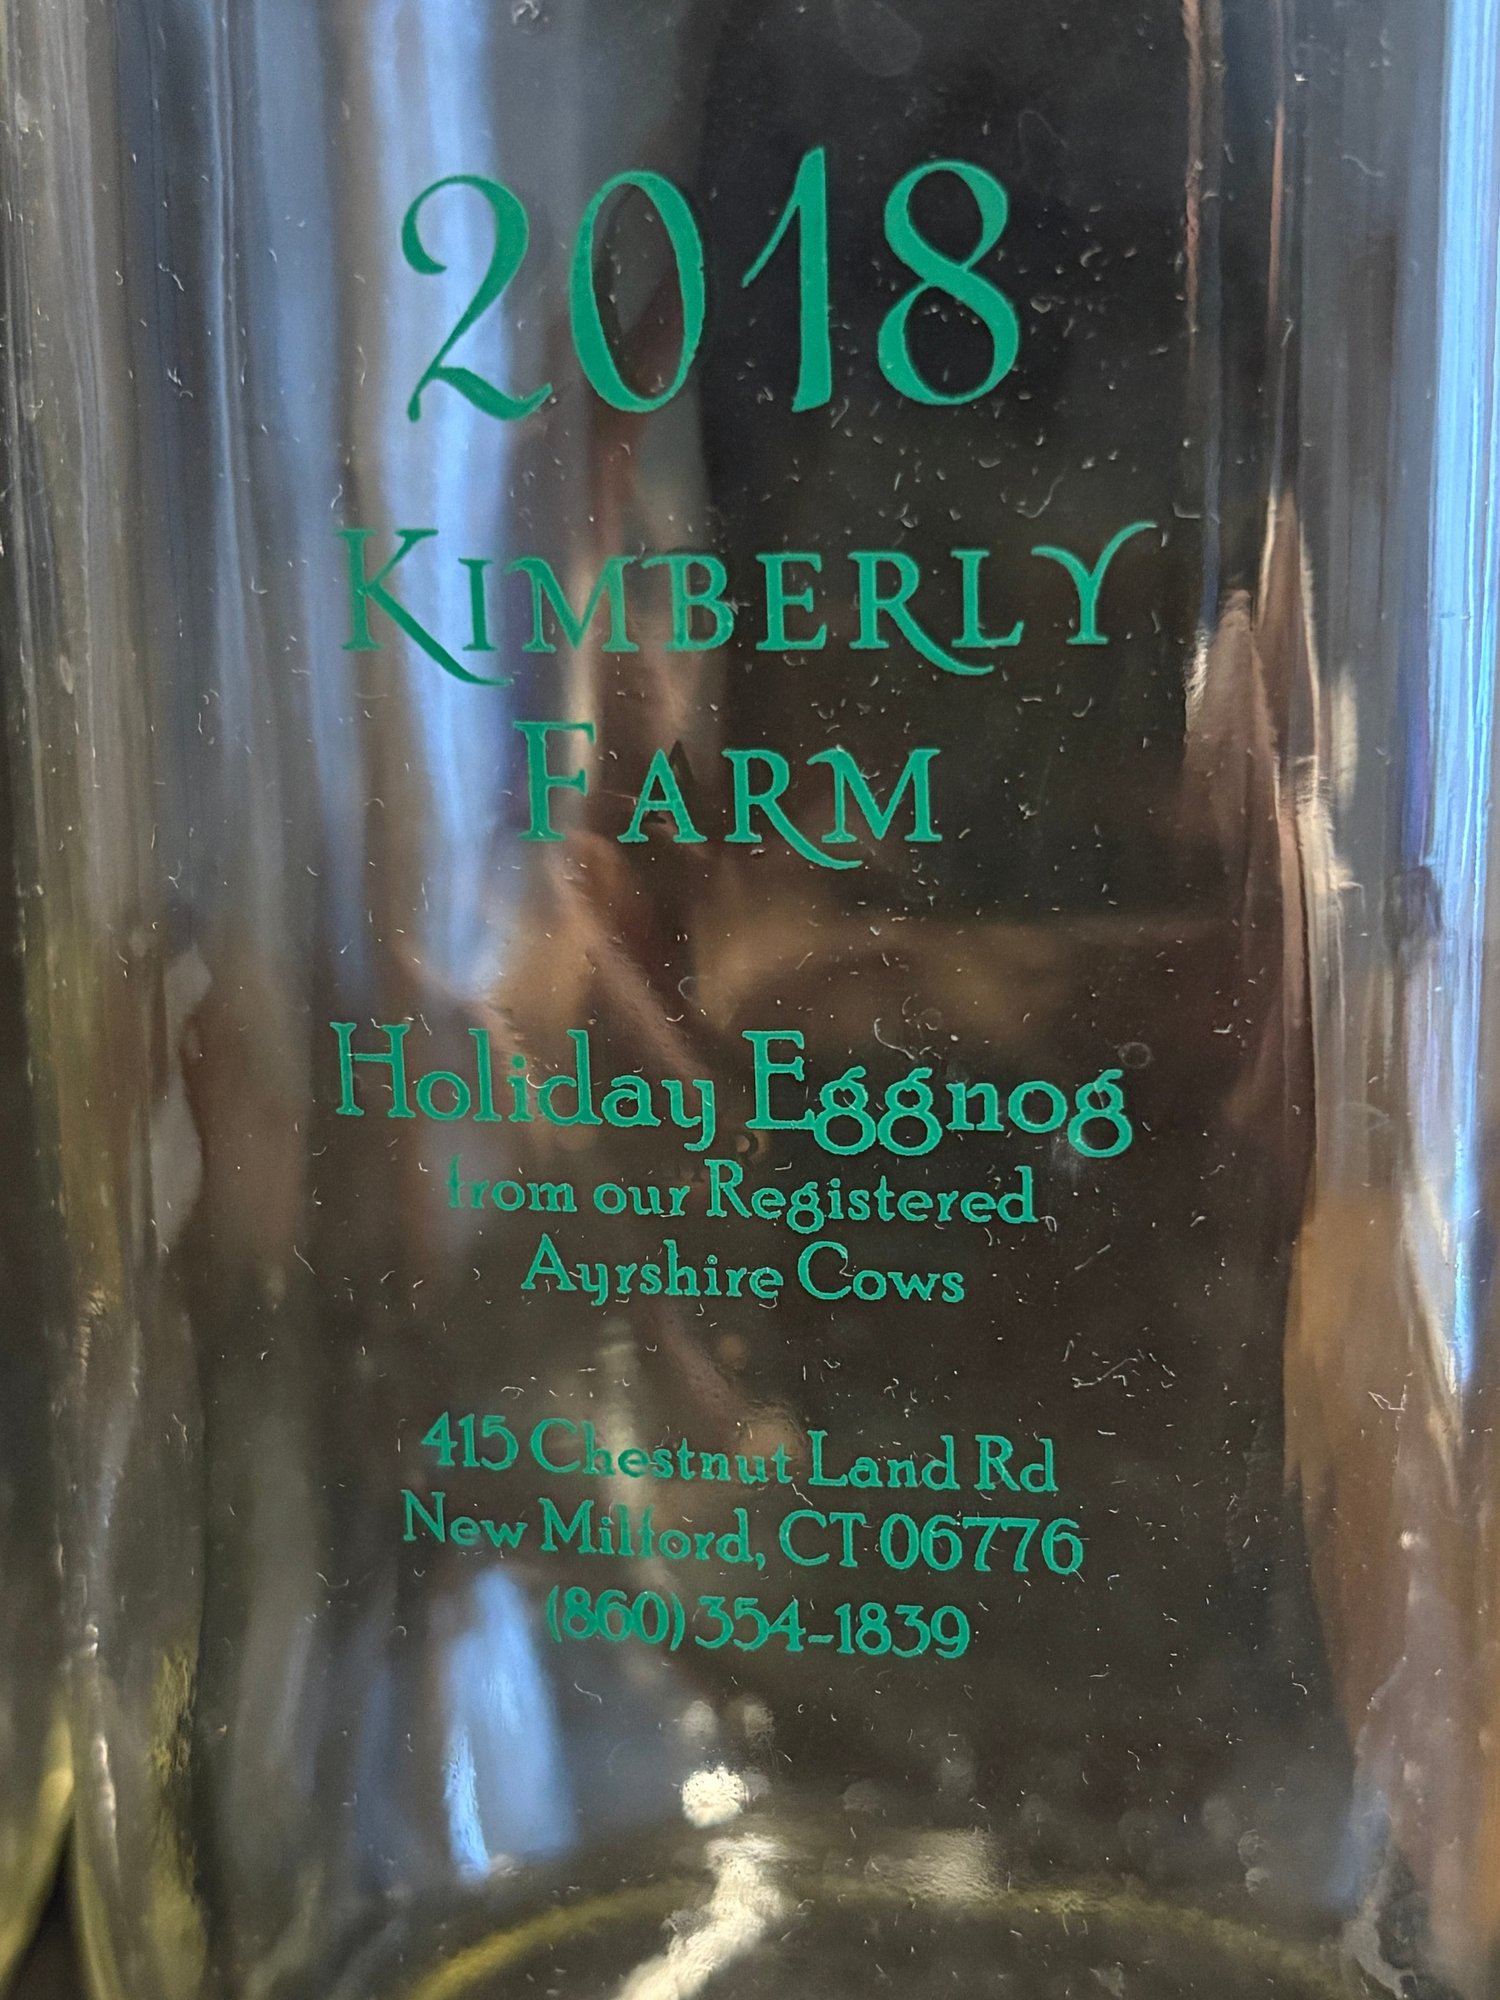 2018
KIMBERLY
FARM
Holiday Eggnog
from our Registered
Ayrshire Cows
415 Chestnut Land Rd
New Milford, CT 06776
(860) 354-1839